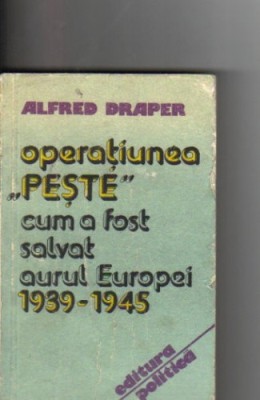 ALFRED DRAPER
operațiunea
„PEȘTE”
cum a fost
salvat
aurul Europei
1939-1945
editura
politica